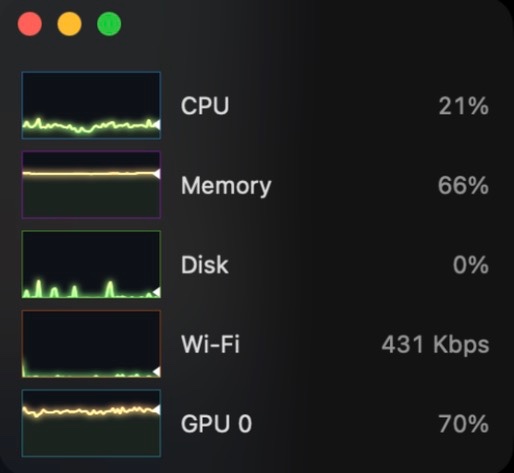 CPU 21%
Memory 66%
Disk 0%
Wi-Fi 431 Kbps
GPU 0 70%